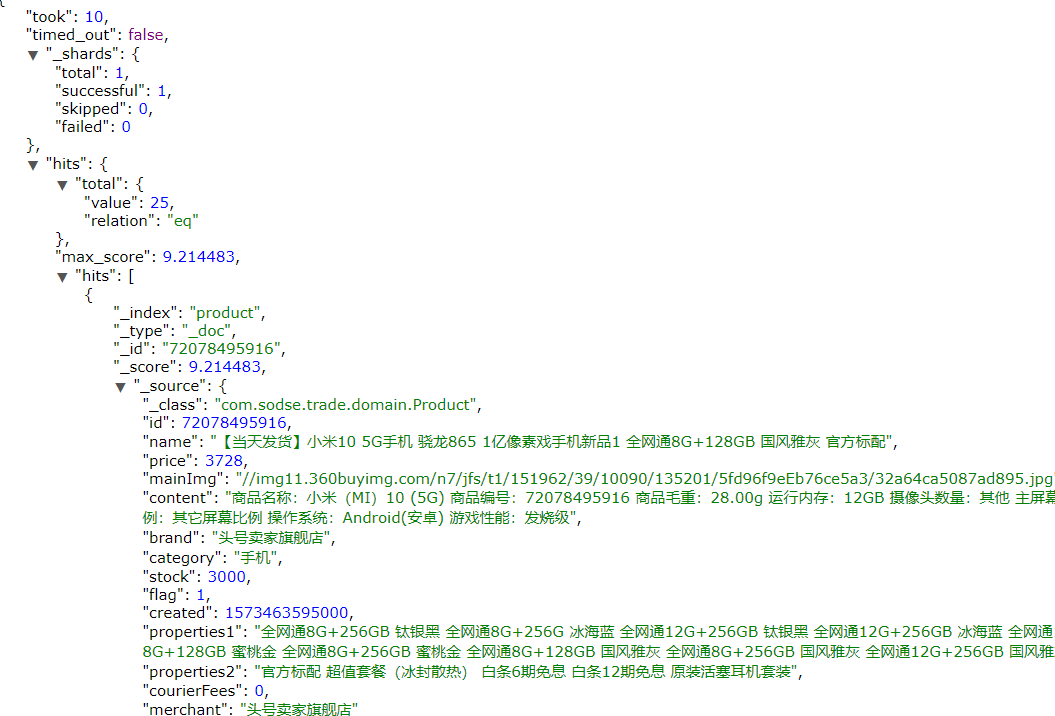 {
"took": 10,
"timed_out": false,
▼ "_shards": {
"total": 1,
"successful": 1,
"skipped": 0,
"failed": 0
},
▼ "hits": {
▼ "total": {
"value": 25,
"relation": "eq"
},
"max_score": 9.214483,
▼ "hits": [
{
"_index": "product",
"_type": "_doc",
"_id": "72078495916",
"_score": 9.214483,
▼ "_source": {
"_class": "com.sodse.trade.domain.Product",
"id": 72078495916,
"name": "【当天发货】小米10 5G手机 骁龙865 1亿像素戏手机新品1 全网通8G+128GB 国风雅灰 官方标配",
"price": 3728,
"mainImg": "//img11.360buyimg.com/n7/jfs/t1/151962/39/10090/135201/5fd96f9eEb76ce5a3/32a64ca5087ad895.jpg"
"content": "商品名称：小米（MI）10 (5G) 商品编号：72078495916 商品毛重：28.00g 运行内存：12GB 摄像头数量：其他 主屏幕
例：其它屏幕比例 操作系统：Android(安卓) 游戏性能：发烧级",
"brand": "头号卖家旗舰店",
"category": "手机",
"stock": 3000,
"flag": 1,
"created": 1573463595000,
"properties1": "全网通8G+256GB 钛银黑 全网通8G+256G 冰海蓝 全网通12G+256GB 钛银黑 全网通12G+256GB 冰海蓝 全网通
8G+128GB 蜜桃金 全网通8G+256GB 蜜桃金 全网通8G+128GB 国风雅灰 全网通8G+256GB 国风雅灰 全网通12G+256GB 国风雅
"properties2": "官方标配 超值套餐（冰封散热） 白条6期免息 白条12期免息 原装活塞耳机套装",
"courierFees": 0,
"merchant": "头号卖家旗舰店"